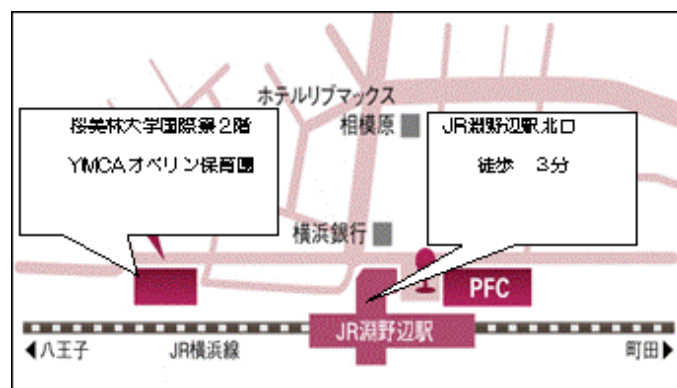 ホテルリブマックス
相模原
桜美林大学国際寮2階
YMCAオベリン保育園
JR淵野辺駅北口
徒歩 3分
横浜銀行
PFC
JR淵野辺駅
八王子
JR横浜線
町田